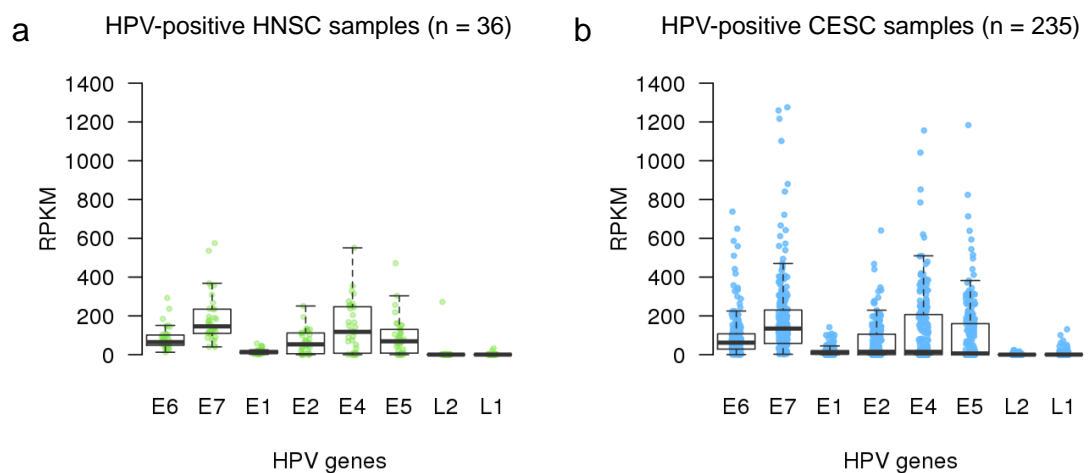 a
HPV-positive HNSC samples (n = 36)
RPKM
1400
1200
1000
800
600
400
200
0
E6 E7 E1 E2 E4 E5 L2 L1
HPV genes
b
HPV-positive CESC samples (n = 235)
RPKM
1400
1200
1000
800
600
400
200
0
E6 E7 E1 E2 E4 E5 L2 L1
HPV genes